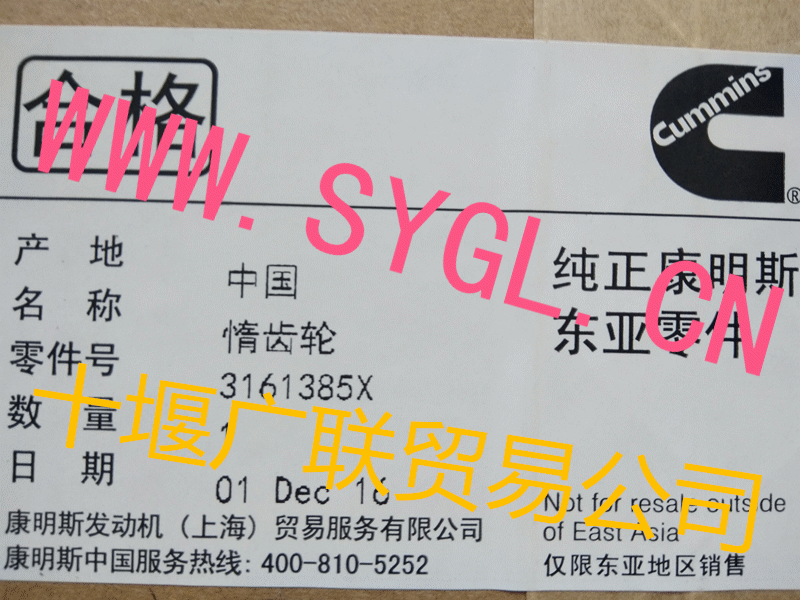 合格
Cummins
®
WWW.SYGL.CN
产 地 中国
名 称 惰齿轮
零件号 3161385X
数 量 1
日 期 01 Dec 16
纯正康明斯
东亚零件
十堰广联贸易公司
康明斯发动机（上海）贸易服务有限公司
康明斯中国服务热线: 400-810-5252
Not for resale outside
of East Asia
仅限东亚地区销售